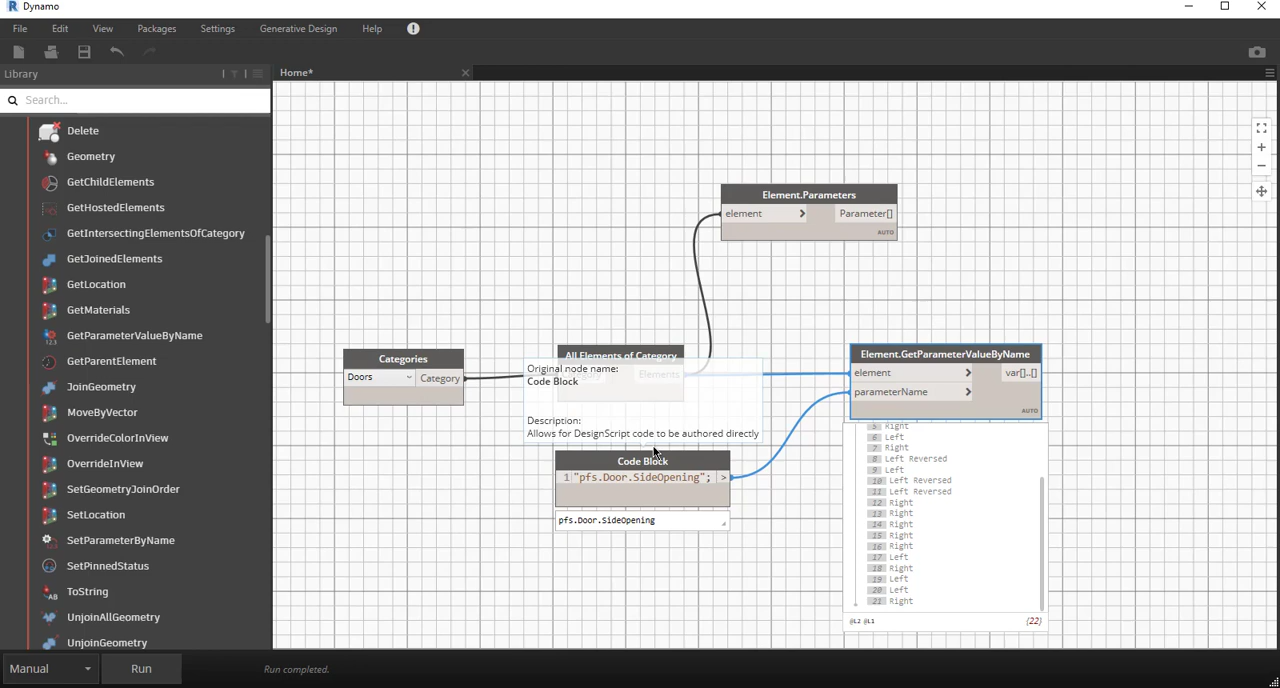 Dynamo
File Edit View Packages Settings Generative Design Help
Library
Home*
Search...
Delete
Geometry
GetChildElements
GetHostedElements
GetIntersectingElementsOfCategory
GetJoinedElements
GetLocation
GetMaterials
GetParameterValueByName
GetParentElement
JoinGeometry
MoveByVector
OverrideColorInView
OverrideInView
SetGeometryJoinOrder
SetLocation
SetParameterByName
SetPinnedStatus
ToString
UnjoinAllGeometry
UnjoinGeometry
Element.Parameters
element > Parameter[]
AUTO
Categories
Doors Category
All Elements of Category
Elements
Original node name:
Code Block
Description:
Allows for DesignScript code to be authored directly
Code Block
1 "pfs.Door.SideOpening"; >
pfs.Door.SideOpening
Element.GetParameterValueByName
element > var[]..[]
parameterName >
AUTO
5 Right
6 Left
7 Right
8 Left Reversed
9 Left
10 Left Reversed
11 Left Reversed
12 Right
13 Right
14 Right
15 Right
16 Right
17 Left
18 Right
19 Left
20 Left
21 Right
@L2 @L1 {22}
Manual Run Run completed.